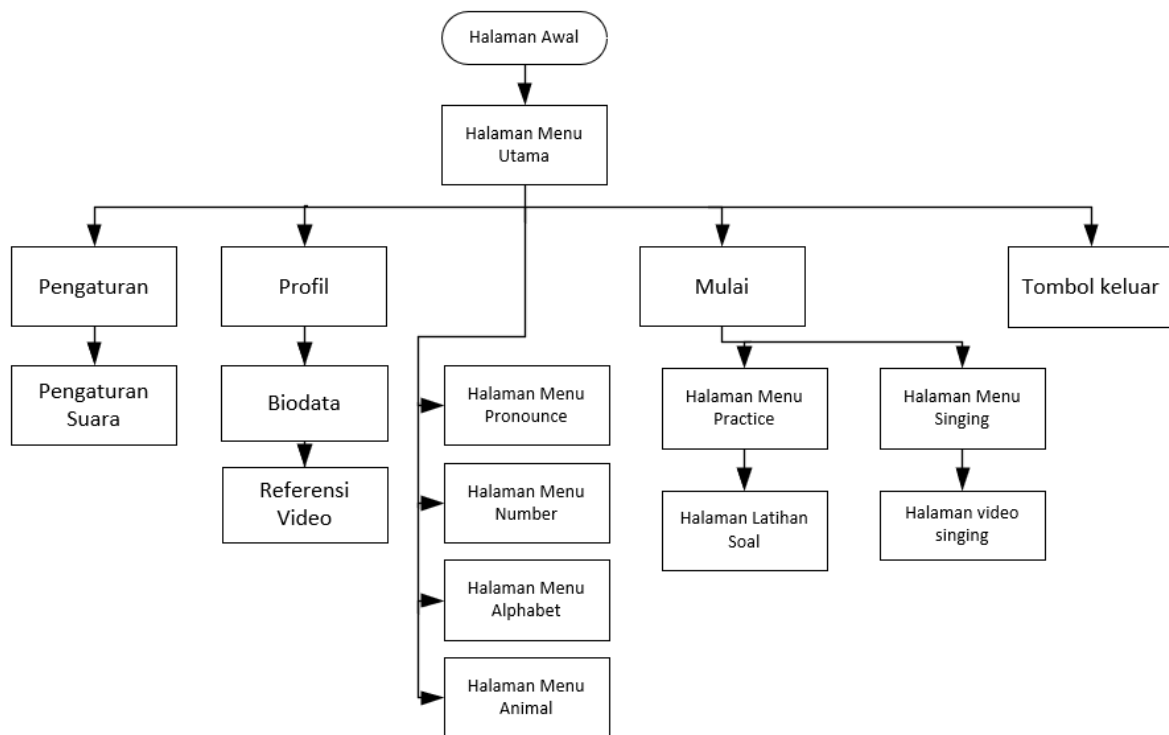 Halaman Awal
Halaman Menu
Utama
Pengaturan
Profil
Mulai
Tombol keluar
Pengaturan
Suara
Biodata
Referensi
Video
Halaman Menu
Pronounce
Halaman Menu
Number
Halaman Menu
Alphabet
Halaman Menu
Animal
Halaman Menu
Practice
Halaman Latihan
Soal
Halaman Menu
Singing
Halaman video
singing